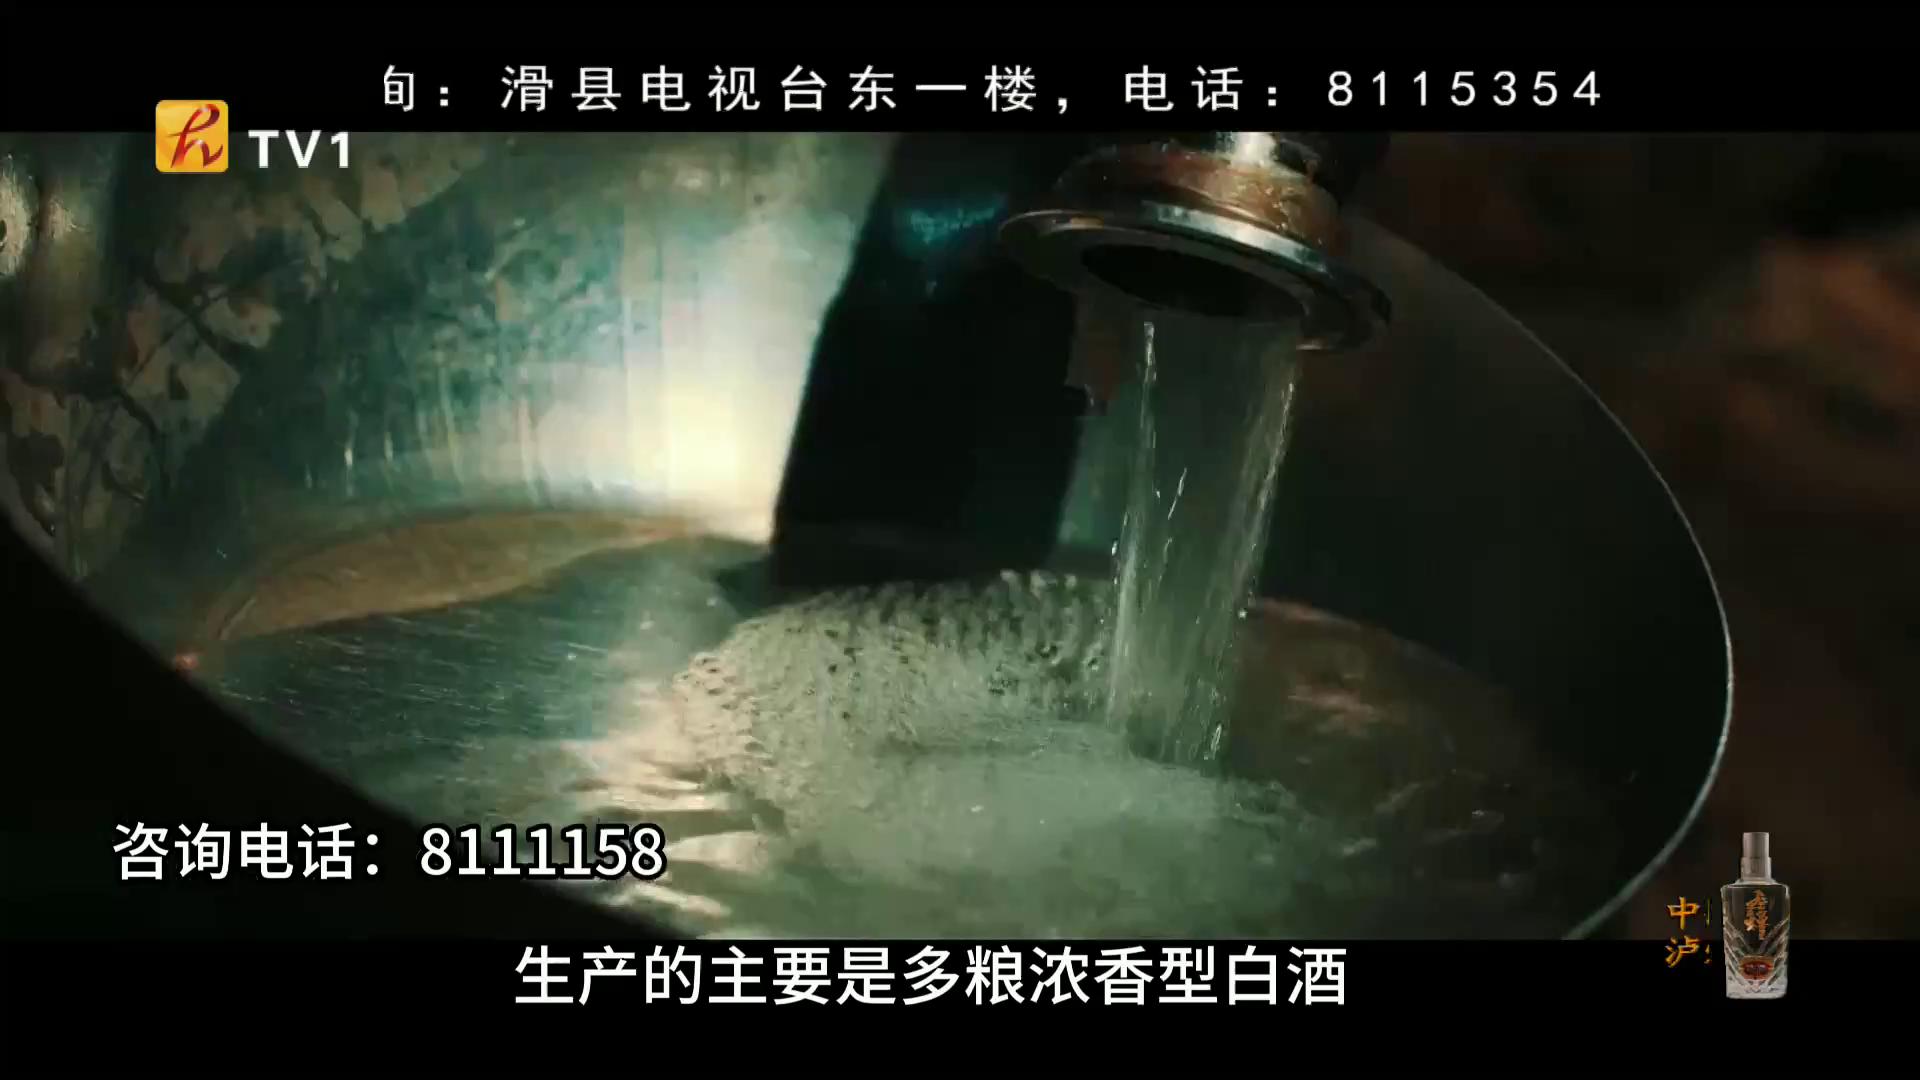 旬：滑县电视台东一楼，电话：8115354
TV1
咨询电话：8111158
中
泸
生产的主要是多粮浓香型白酒